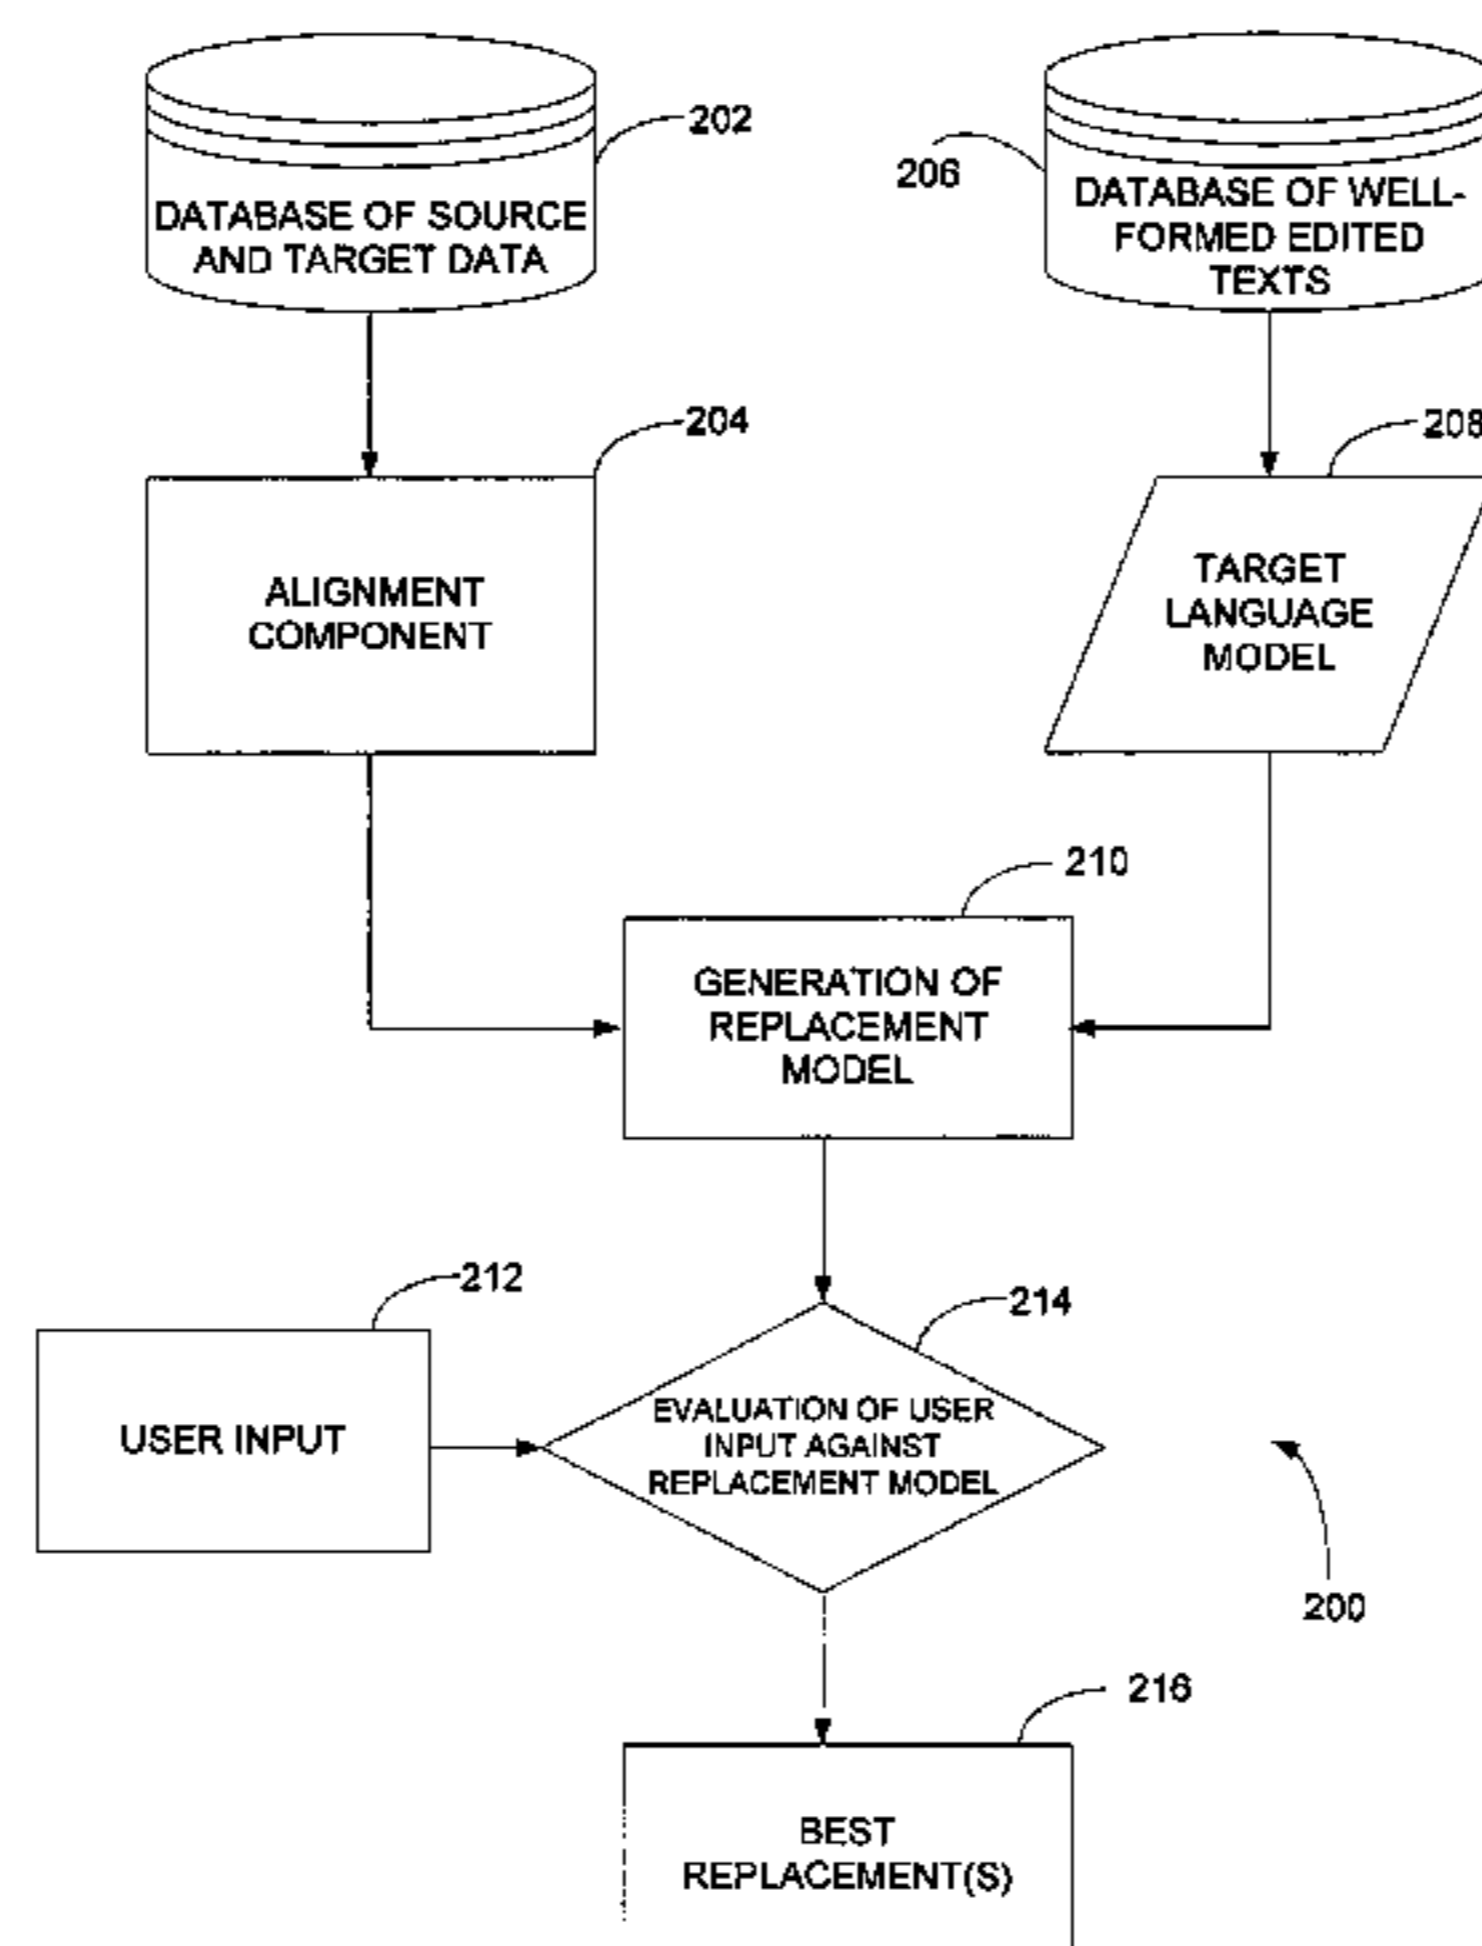 202
206
DATABASE OF SOURCE
AND TARGET DATA
DATABASE OF WELL-
FORMED EDITED
TEXTS
204
208
ALIGNMENT
COMPONENT
TARGET
LANGUAGE
MODEL
210
GENERATION OF
REPLACEMENT
MODEL
212
214
USER INPUT
EVALUATION OF USER
INPUT AGAINST
REPLACEMENT MODEL
200
216
BEST
REPLACEMENT(S)